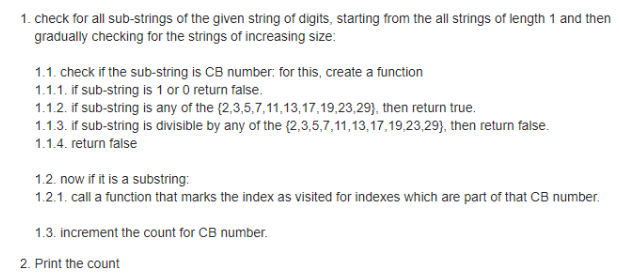 1. check for all sub-strings of the given string of digits, starting from the all strings of length 1 and then
gradually checking for the strings of increasing size:
1.1. check if the sub-string is CB number: for this, create a function
1.1.1. if sub-string is 1 or 0 return false.
1.1.2. if sub-string is any of the {2,3,5,7,11,13,17,19,23,29}, then return true.
1.1.3. if sub-string is divisible by any of the {2,3,5,7,11,13,17,19,23,29}, then return false.
1.1.4. return false
1.2. now if it is a substring:
1.2.1. call a function that marks the index as visited for indexes which are part of that CB number.
1.3. increment the count for CB number.
2. Print the count